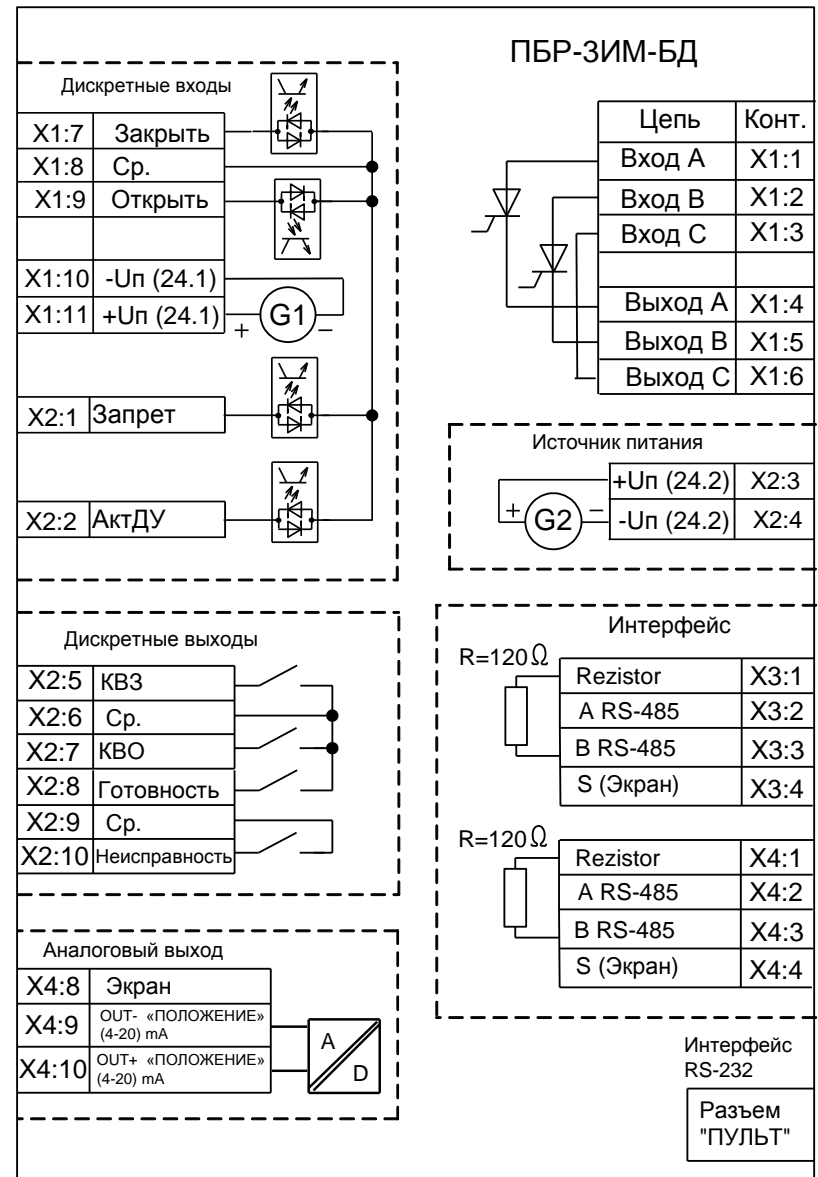 ПБР-3ИМ-БД
Дискретные входы
X1:7 Закрыть
X1:8 Ср.
X1:9 Открыть
X1:10 -Uп (24.1)
X1:11 +Uп (24.1)
+ G1 –
X2:1 Запрет
X2:2 АктДУ
Дискретные выходы
X2:5 КВЗ
X2:6 Ср.
X2:7 КВО
X2:8 Готовность
X2:9 Ср.
X2:10 Неисправность
Аналоговый выход
X4:8 Экран
X4:9 OUT- «ПОЛОЖЕНИЕ»
(4-20) mA
X4:10 OUT+ «ПОЛОЖЕНИЕ»
(4-20) mA
A
D
Цепь Конт.
Вход А X1:1
Вход В X1:2
Вход С X1:3
Выход А X1:4
Выход В X1:5
Выход С X1:6
Источник питания
+Uп (24.2) X2:3
-Uп (24.2) X2:4
+ G2 –
Интерфейс
R=120 Ω
Rezistor X3:1
A RS-485 X3:2
B RS-485 X3:3
S (Экран) X3:4
R=120 Ω
Rezistor X4:1
A RS-485 X4:2
B RS-485 X4:3
S (Экран) X4:4
Интерфейс
RS-232
Разъем
"ПУЛЬТ"